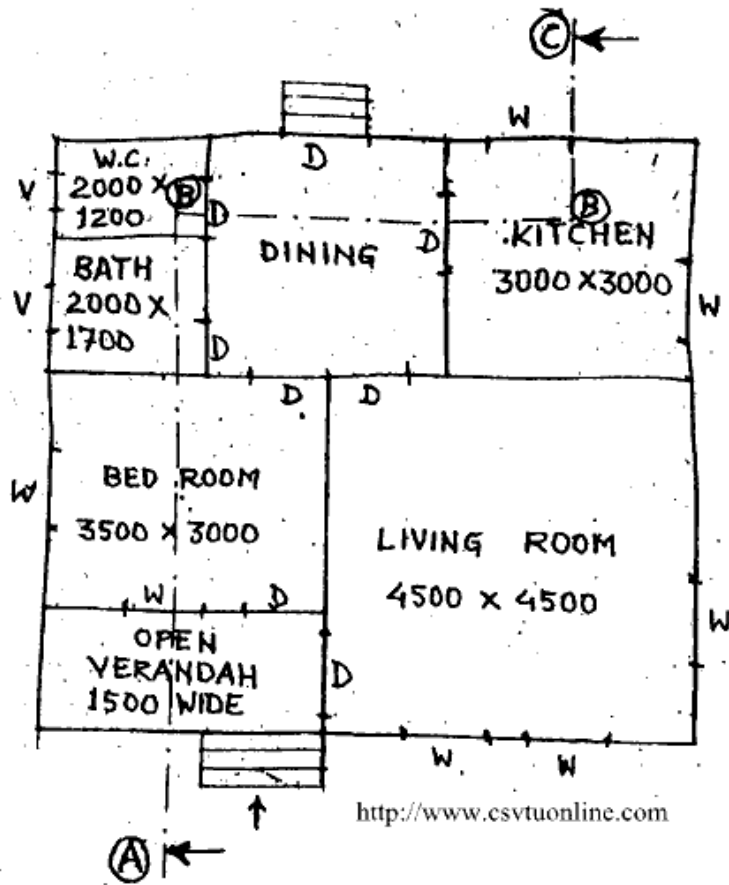 C
W
W.C.
2000 X
1200
B
V
D
D
DINING
D
B
KITCHEN
3000 X 3000
BATH
2000 X
1700
V
W
D
D
D
BED ROOM
3500 X 3000
W
LIVING ROOM
4500 X 4500
W
D
W
OPEN
VERANDAH
1500 WIDE
D
W
W
http://www.csvtuonline.com
A